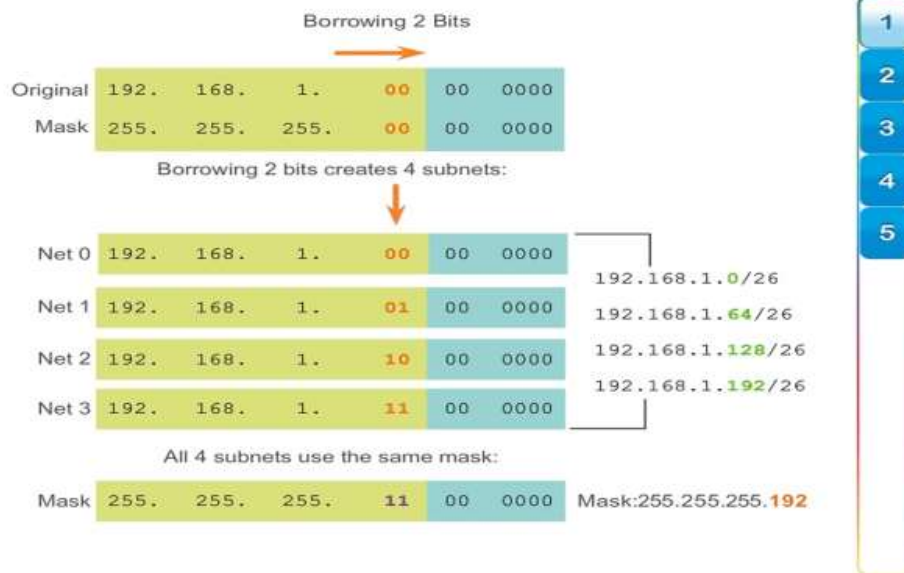 Borrowing 2 Bits
Original 192. 168. 1. 00 00 0000
Mask 255. 255. 255. 00 00 0000
Borrowing 2 bits creates 4 subnets:
Net 0 192. 168. 1. 00 00 0000
Net 1 192. 168. 1. 01 00 0000
Net 2 192. 168. 1. 10 00 0000
Net 3 192. 168. 1. 11 00 0000
192.168.1.0/26
192.168.1.64/26
192.168.1.128/26
192.168.1.192/26
All 4 subnets use the same mask:
Mask 255. 255. 255. 11 00 0000 Mask:255.255.255.192
1
2
3
4
5